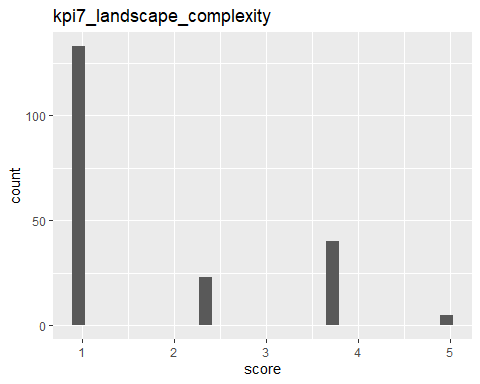 kpi7_landscape_complexity
count
100
50
0
1 2 3 4 5
score